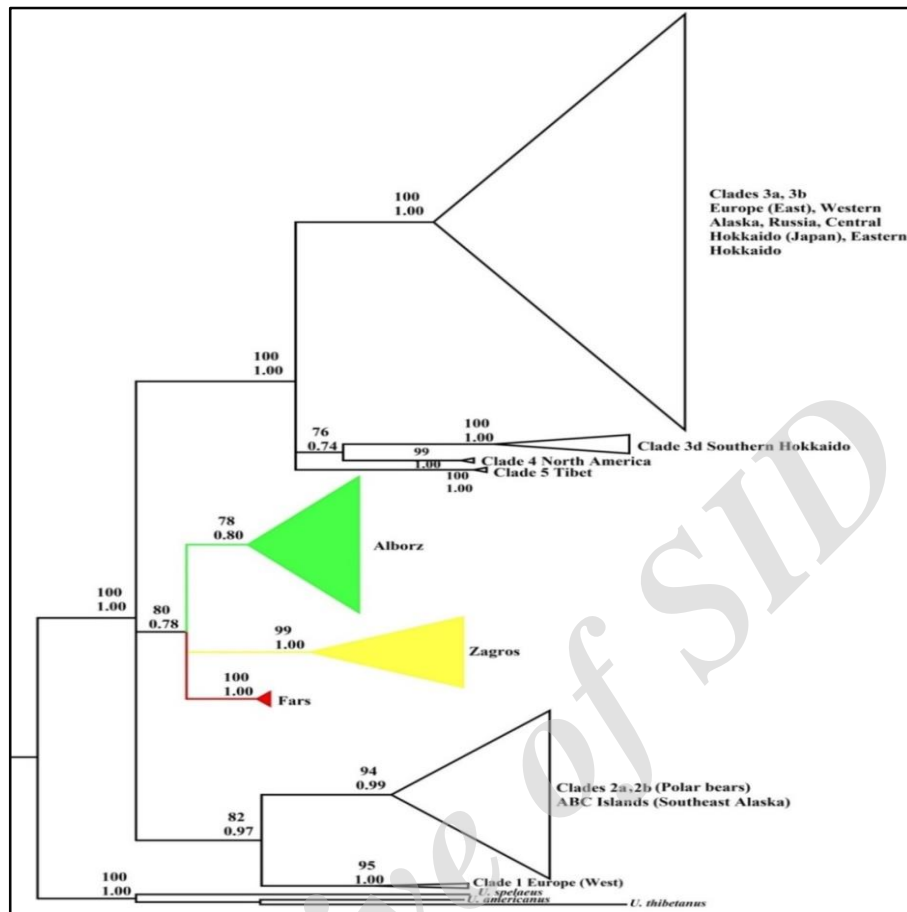 100
1.00
Clades 3a, 3b
Europe (East), Western
Alaska, Russia, Central
Hokkaido (Japan), Eastern
Hokkaido
100
1.00
76
0.74
100
1.00
Clade 3d Southern Hokkaido
99
1.00
Clade 4 North America
100
1.00
Clade 5 Tibet
78
0.80
Alborz
100
1.00
80
0.78
99
1.00
Zagros
100
1.00
Fars
94
0.99
Clades 2a, 2b (Polar bears)
ABC Islands (Southeast Alaska)
82
0.97
95
1.00
Clade 1 Europe (West)
100
1.00
U. spelaeus
U. americanus
U. thibetanus
ive of SID